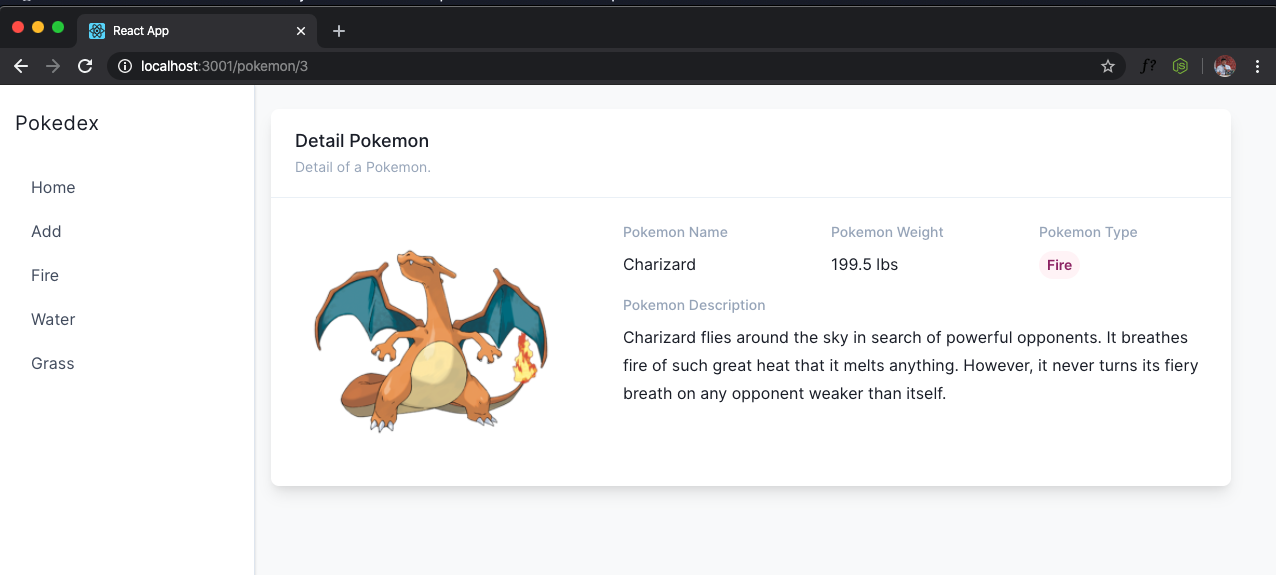 React App
localhost:3001/pokemon/3
f?
JS
Pokedex
Home
Add
Fire
Water
Grass
Detail Pokemon
Detail of a Pokemon.
Pokemon Name
Pokemon Weight
Pokemon Type
Charizard
199.5 lbs
Fire
Pokemon Description
Charizard flies around the sky in search of powerful opponents. It breathes
fire of such great heat that it melts anything. However, it never turns its fiery
breath on any opponent weaker than itself.